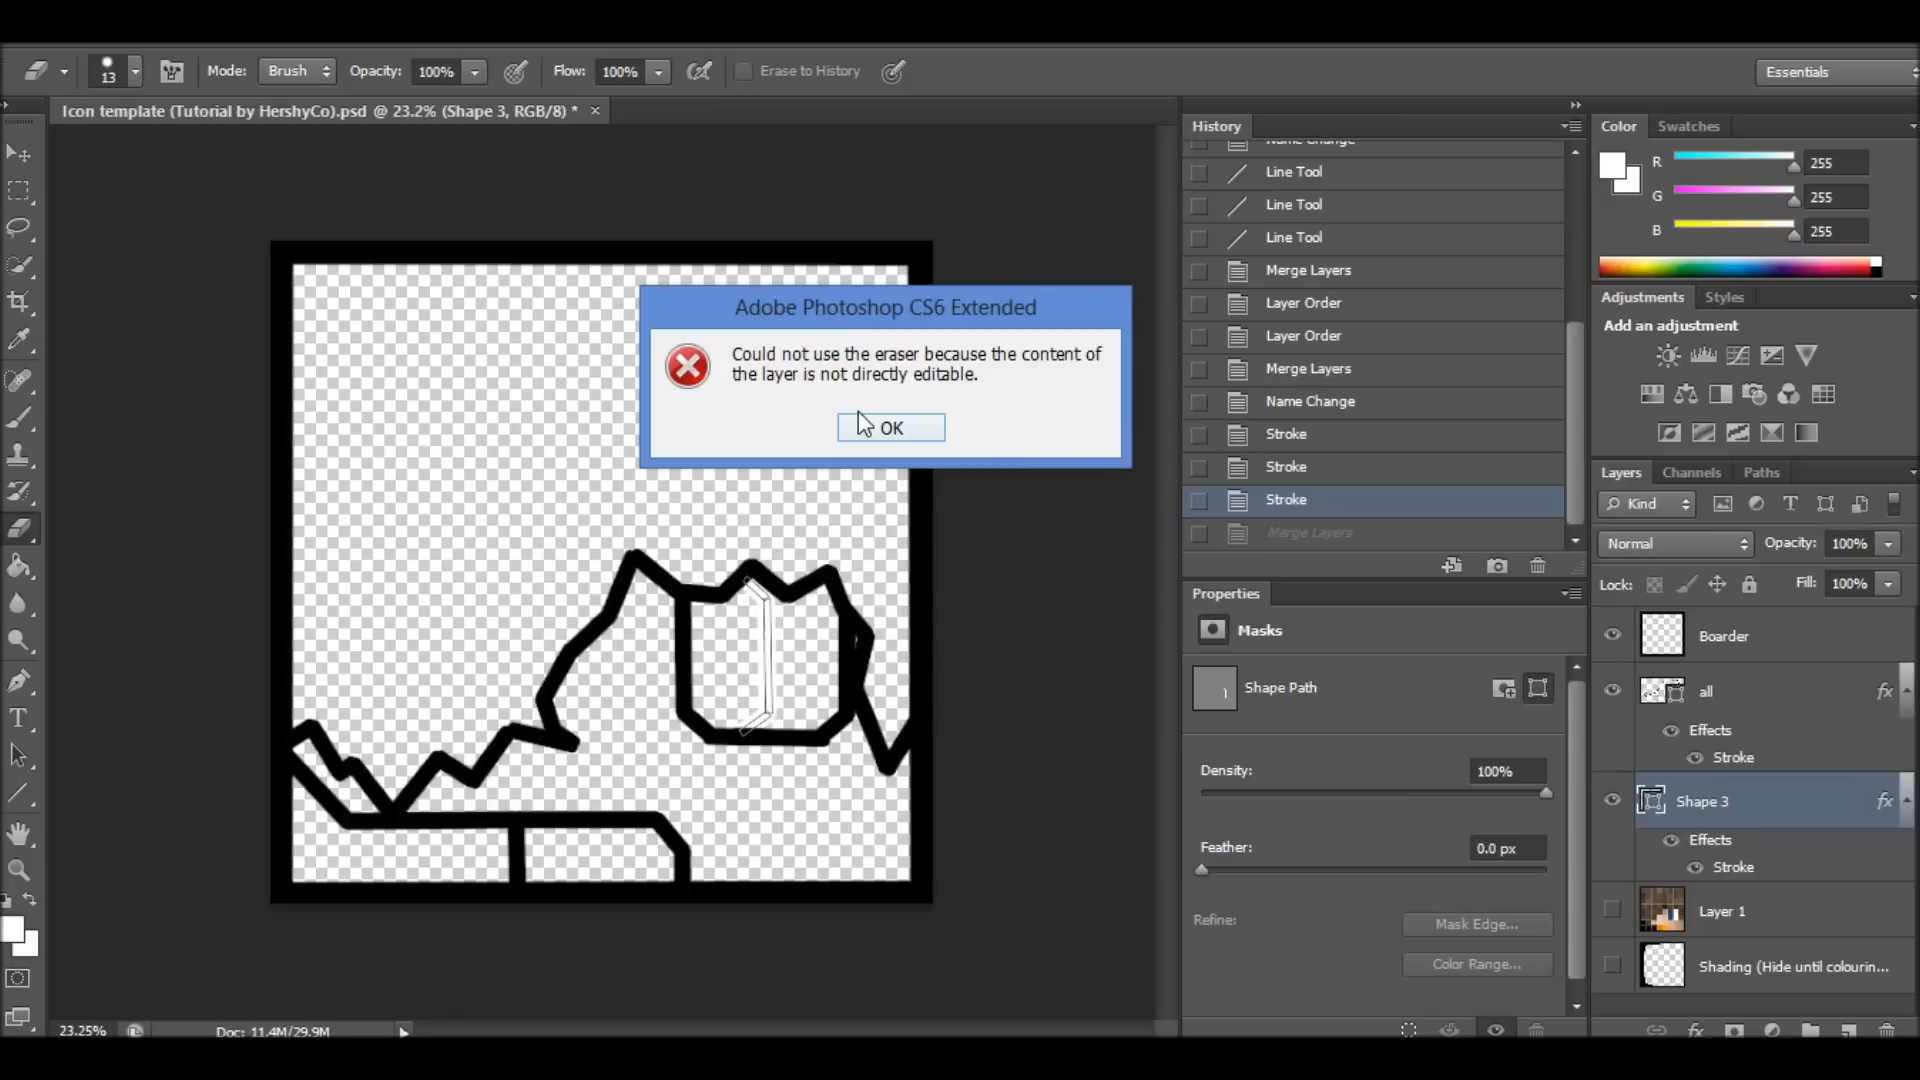 13
Mode:
Brush
Opacity:
100%
Flow:
100%
Erase to History
Essentials
Icon template (Tutorial by HershyCo).psd @ 23.2% (Shape 3, RGB/8) *
Adobe Photoshop CS6 Extended
Could not use the eraser because the content of
the layer is not directly editable.
OK
23.25%
Doc: 11.4M/29.9M
History
Name Change
Line Tool
Line Tool
Line Tool
Merge Layers
Layer Order
Layer Order
Merge Layers
Name Change
Stroke
Stroke
Stroke
Merge Layers
Properties
Masks
Shape Path
Density:
100%
Feather:
0.0 px
Refine:
Mask Edge...
Color Range...
Color
Swatches
R
255
G
255
B
255
Adjustments
Styles
Add an adjustment
Layers
Channels
Paths
Kind
Normal
Opacity:
100%
Lock:
Fill:
100%
Boarder
all
fx
Effects
Stroke
Shape 3
fx
Effects
Stroke
Layer 1
Shading (Hide until colourin...